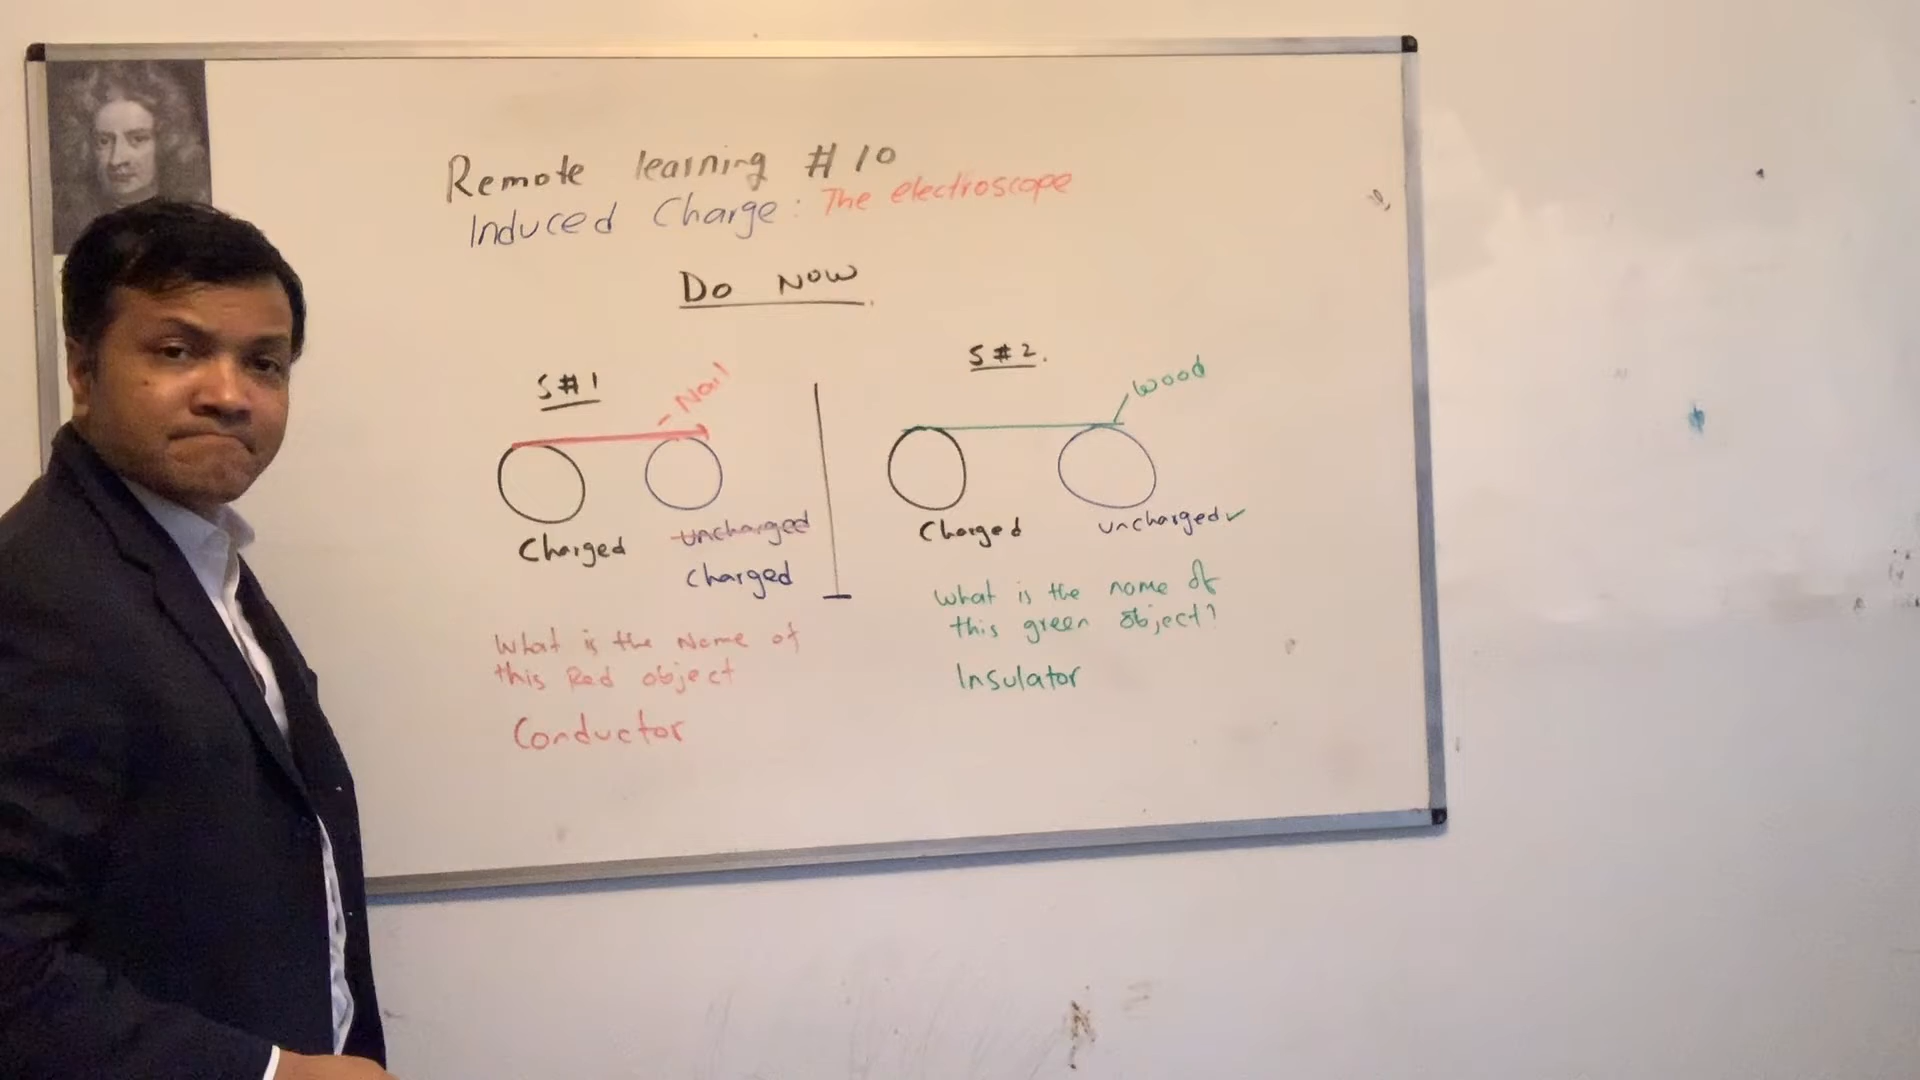 Remote learning #10
Induced Charge: The electroscope
Do Now
S#1
Nail
Charged
uncharged
Charged
What is the Name of
this Red object
Conductor
S#2.
Wood
Charged
uncharged✓
What is the name of
this green object?
Insulator